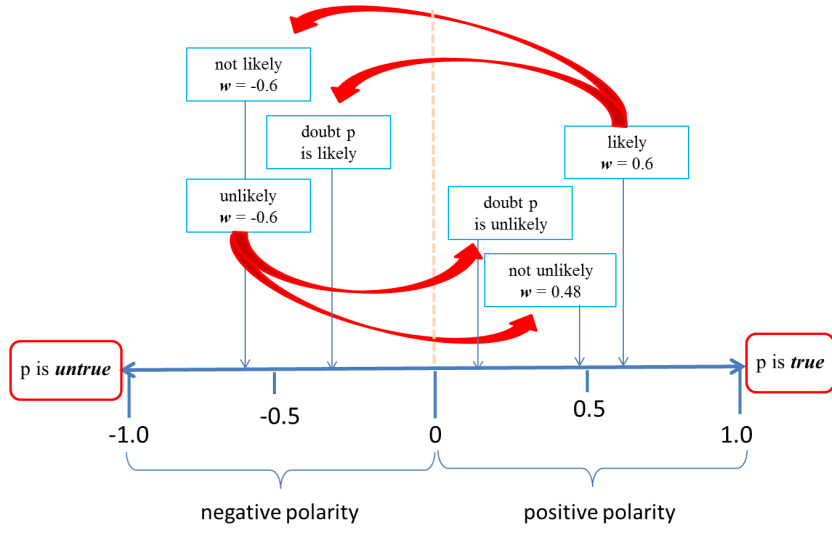 not likely
w = -0.6
doubt p
is likely
likely
w = 0.6
unlikely
w = -0.6
doubt p
is unlikely
not unlikely
w = 0.48
p is untrue
p is true
-1.0
-0.5
0
0.5
1.0
negative polarity
positive polarity